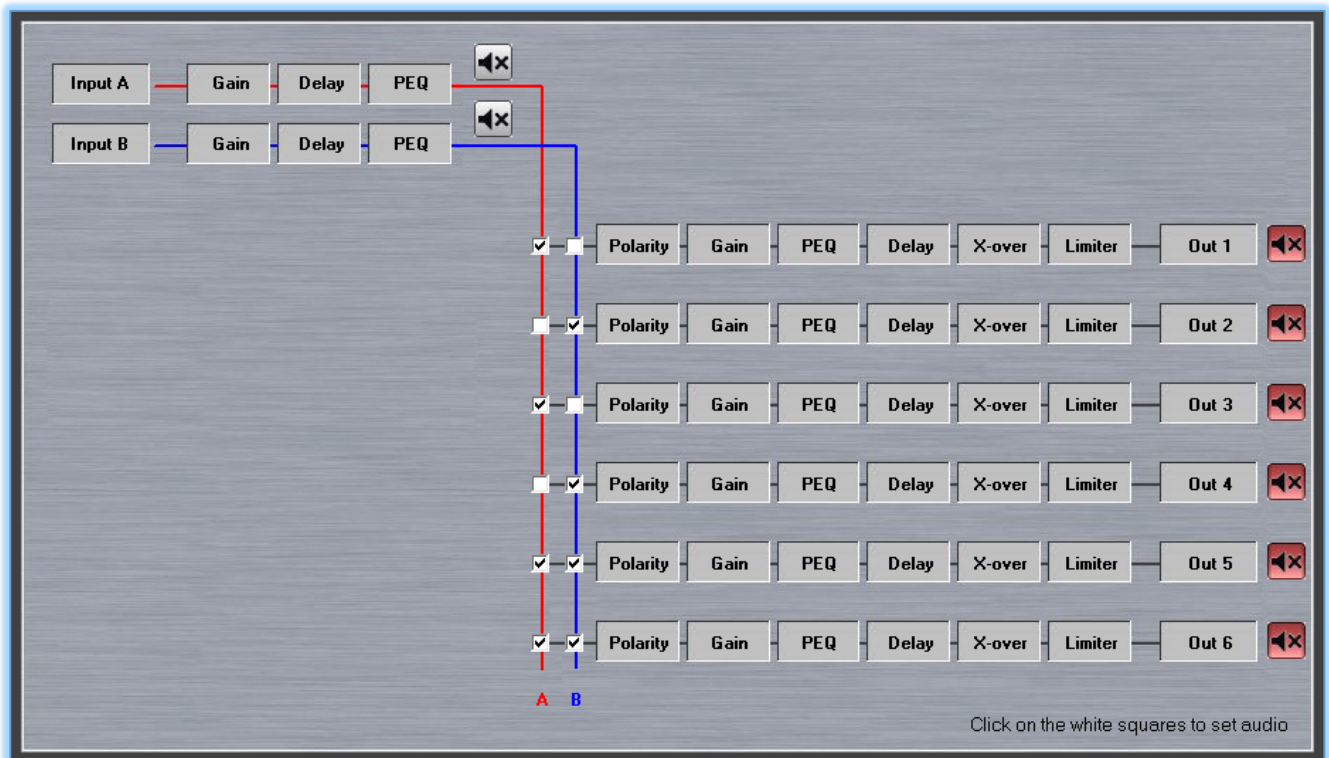 Input A Gain Delay PEQ
Input B Gain Delay PEQ
Polarity Gain PEQ Delay X-over Limiter Out 1
Polarity Gain PEQ Delay X-over Limiter Out 2
Polarity Gain PEQ Delay X-over Limiter Out 3
Polarity Gain PEQ Delay X-over Limiter Out 4
Polarity Gain PEQ Delay X-over Limiter Out 5
Polarity Gain PEQ Delay X-over Limiter Out 6
A B
Click on the white squares to set audio